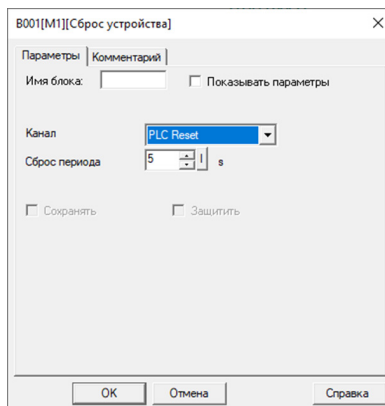 B001[M1][Сброс устройства]
Параметры Комментарий
Имя блока: Показывать параметры
Канал PLC Reset
Сброс периода 5 s
Сохранять Защитить
OK Отмена Справка